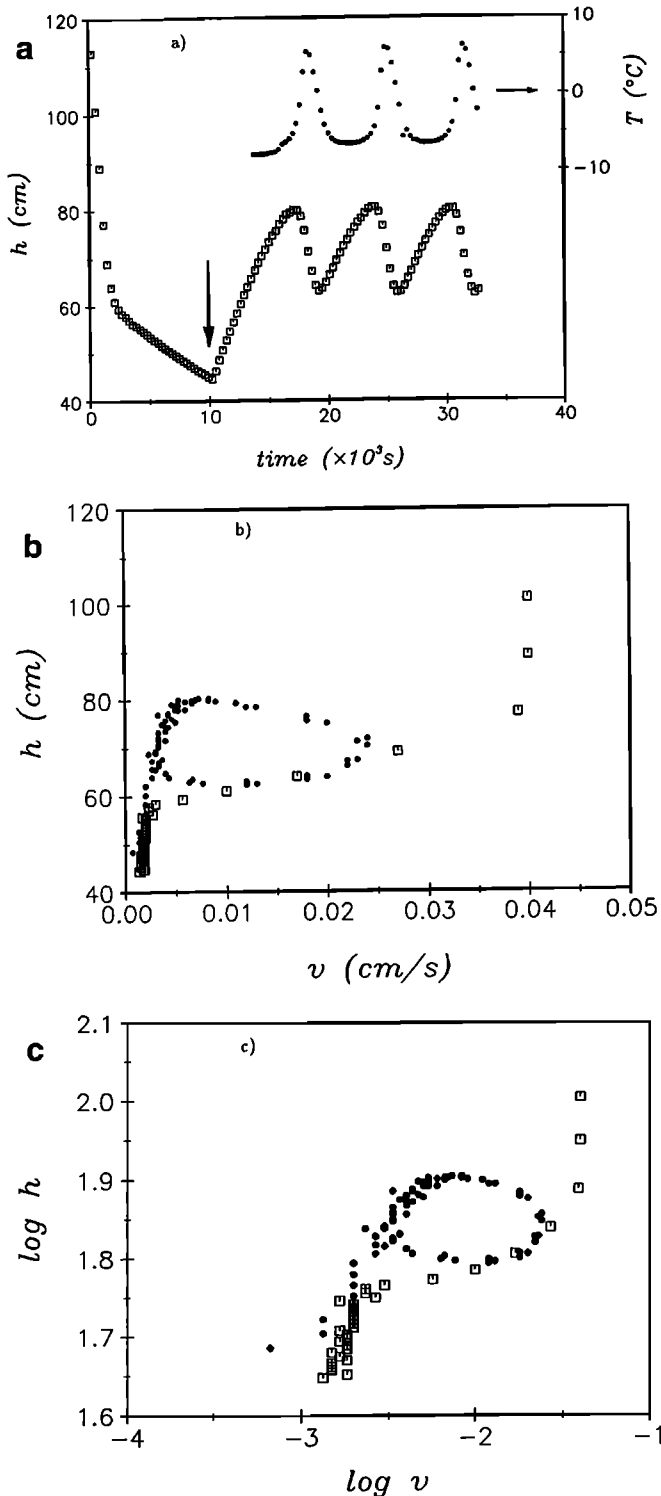 a
a)
120
100
80
60
40
h (cm)
10
0
-10
T (°C)
0 10 20 30 40
time (×10³s)
b
b)
120
100
80
60
40
h (cm)
0.00 0.01 0.02 0.03 0.04 0.05
v (cm/s)
c
c)
2.1
2.0
1.9
1.8
1.7
1.6
log h
-4 -3 -2 -1
log v